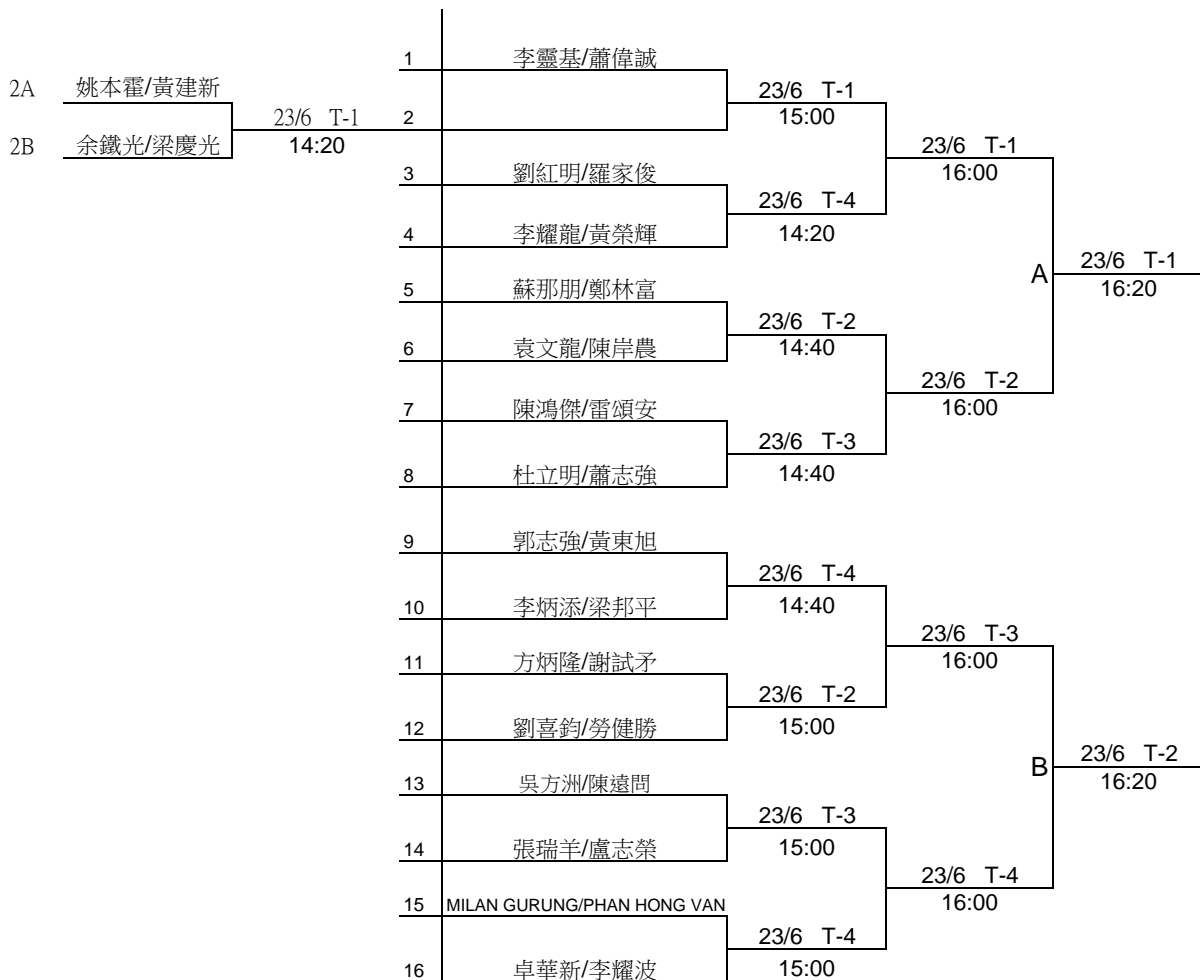 1 李靈基/蕭偉誠
2A 姚本霍/黃建新
23/6 T-1
15:00
23/6 T-1
2
2B 余鐵光/梁慶光
14:20
23/6 T-1
16:00
3 劉紅明/羅家俊
23/6 T-4
4 李耀龍/黃榮輝
14:20
A
23/6 T-1
16:20
5 蘇那朋/鄭林富
23/6 T-2
6 袁文龍/陳岸農
14:40
23/6 T-2
16:00
7 陳鴻傑/雷頌安
23/6 T-3
8 杜立明/蕭志強
14:40
9 郭志強/黃東旭
23/6 T-4
10 李炳添/梁邦平
14:40
23/6 T-3
16:00
11 方炳隆/謝試矛
23/6 T-2
12 劉喜鈞/勞健勝
15:00
B
23/6 T-2
16:20
13 吳方洲/陳遠問
23/6 T-3
14 張瑞羊/盧志榮
15:00
23/6 T-4
16:00
15 MILAN GURUNG/PHAN HONG VAN
23/6 T-4
16 卓華新/李耀波
15:00